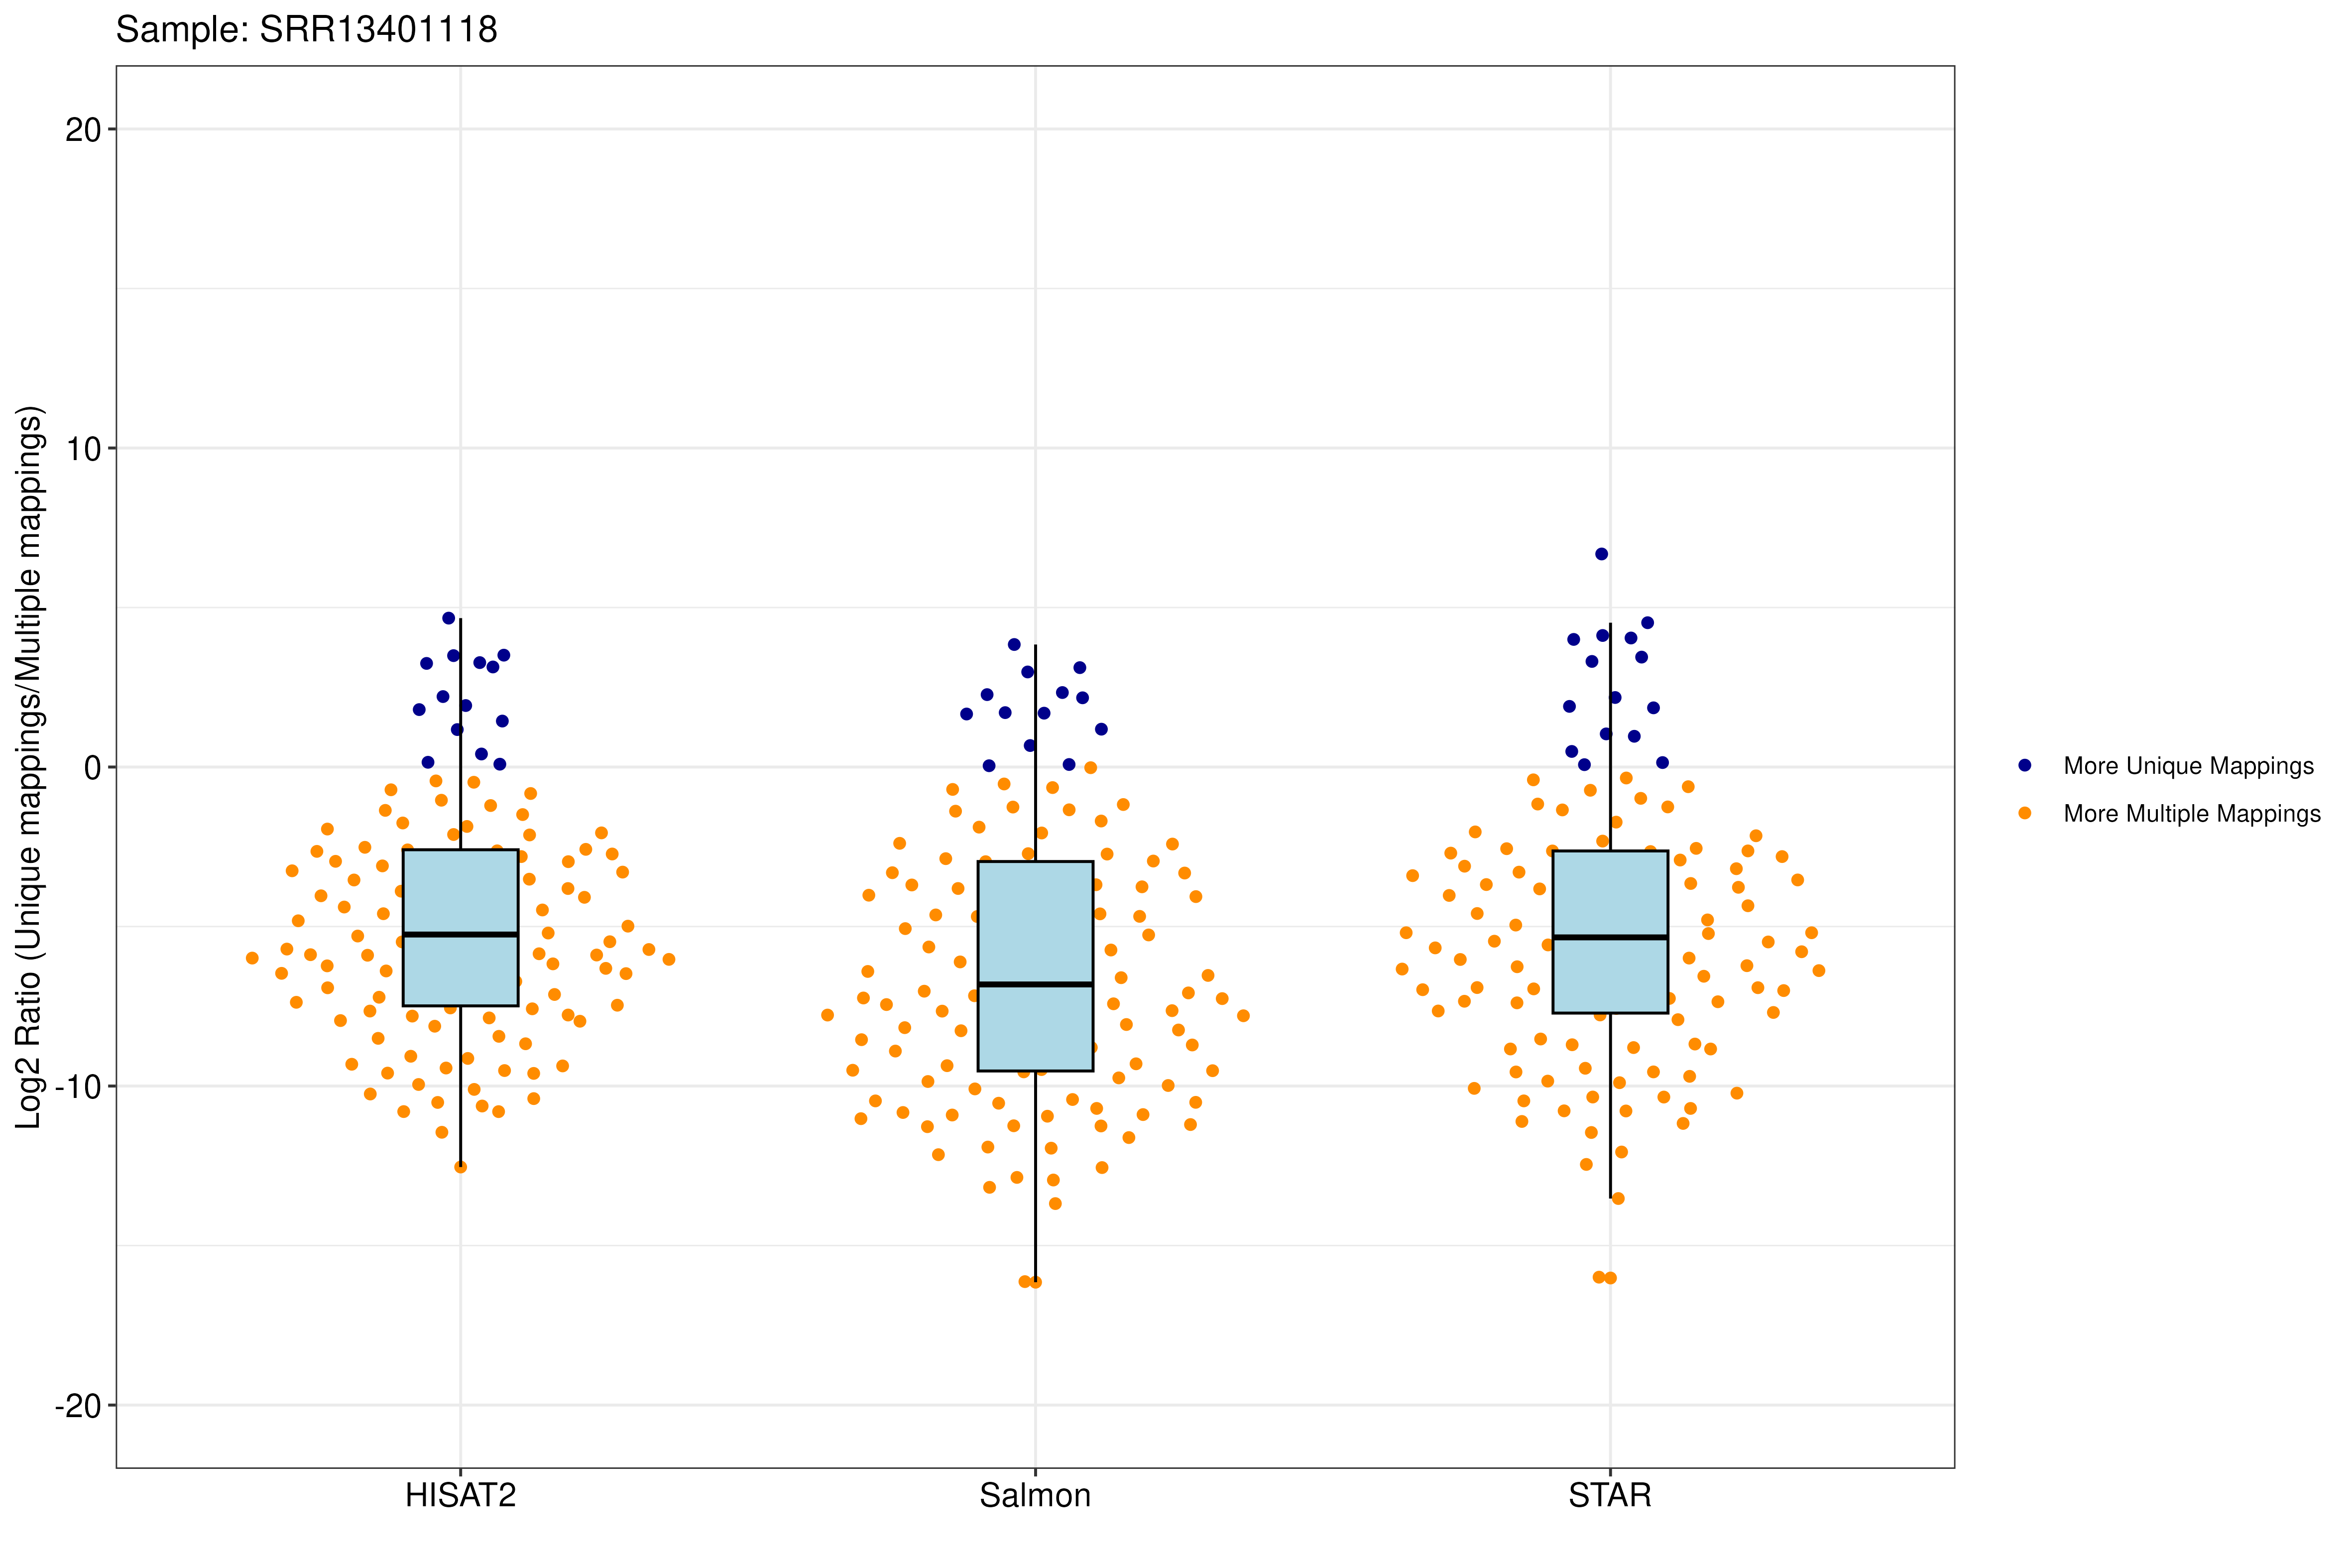 Sample: SRR13401118
Log2 Ratio (Unique mappings/Multiple mappings)
20
10
0
-10
-20
HISAT2
Salmon
STAR
More Unique Mappings
More Multiple Mappings